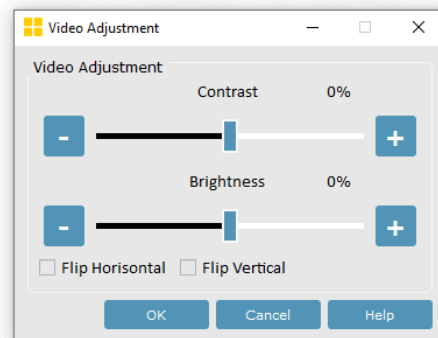 Video Adjustment
Video Adjustment
Contrast 0%
- +
Brightness 0%
- +
Flip Horisontal Flip Vertical
OK Cancel Help